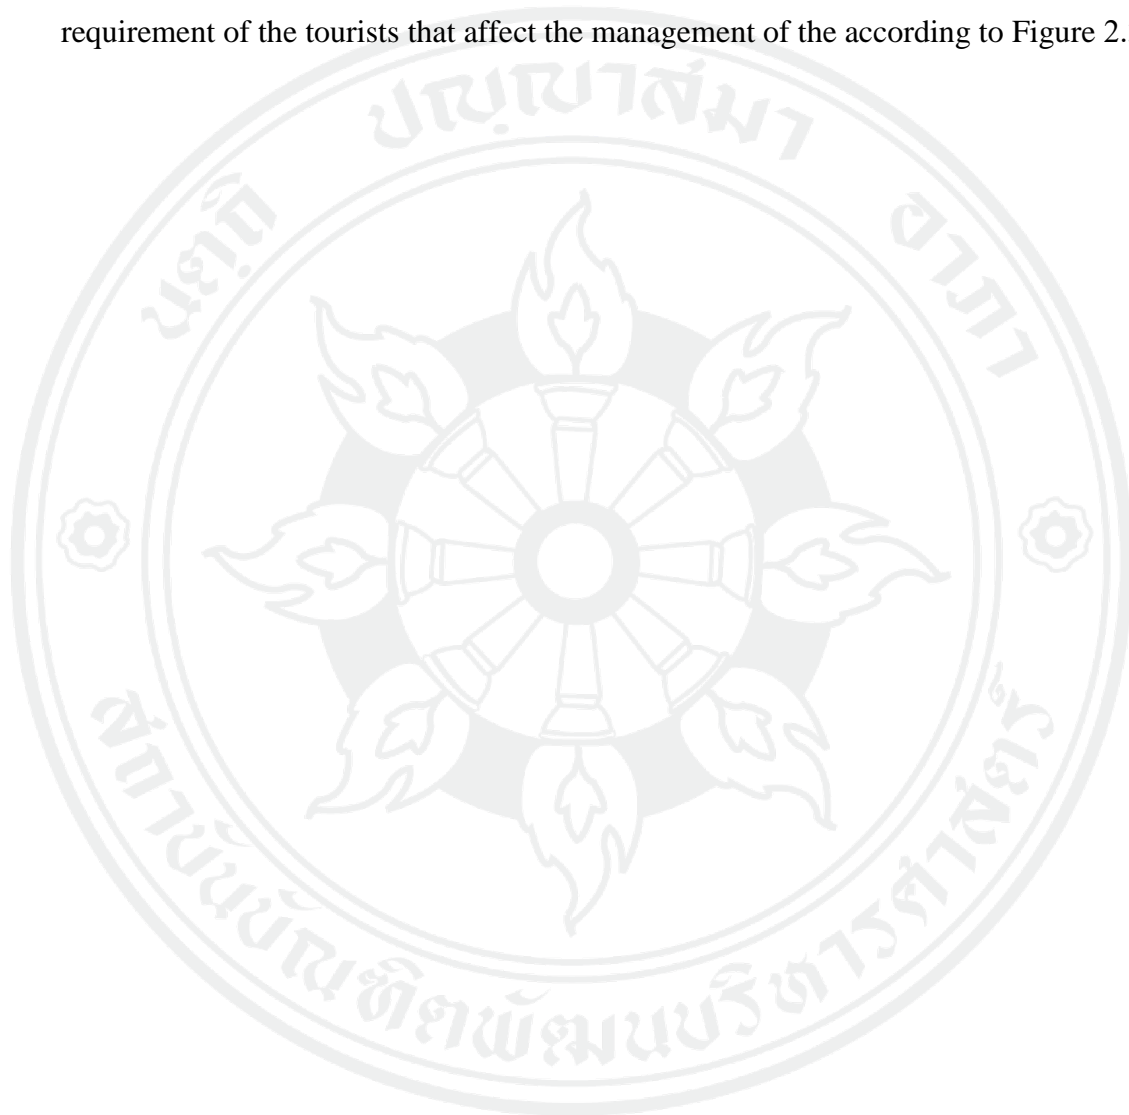 requirement of the tourists that affect the management of the according to Figure 2.
นตฺถิ ปญฺญาสมา อาภา
สถาบันบัณฑิตพัฒนบริหารศาสตร์